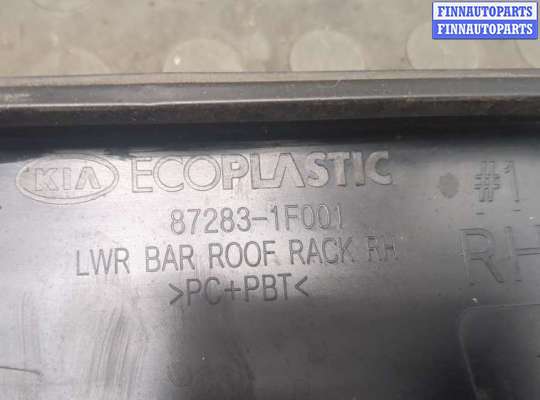 FINNAUTOPARTS
FINNAUTOPARTS
KIA ECOPLASTIC
#1
87283-1F001
RH
LWR BAR ROOF RACK RH
>PC+PBT<